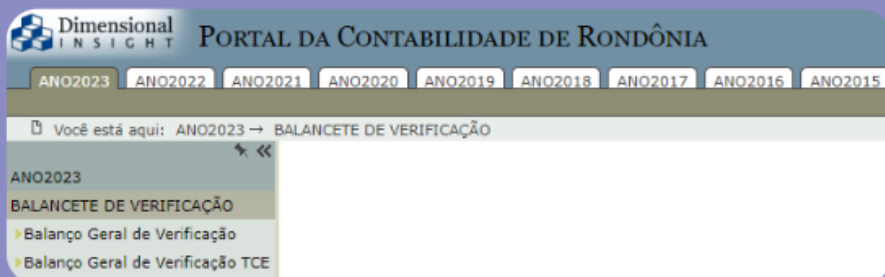 Dimensional
INSIGHT
PORTAL DA CONTABILIDADE DE RONDÔNIA
ANO2023 ANO2022 ANO2021 ANO2020 ANO2019 ANO2018 ANO2017 ANO2016 ANO2015
Você está aqui: ANO2023 → BALANCETE DE VERIFICAÇÃO
ANO2023
BALANCETE DE VERIFICAÇÃO
Balanço Geral de Verificação
Balanço Geral de Verificação TCE